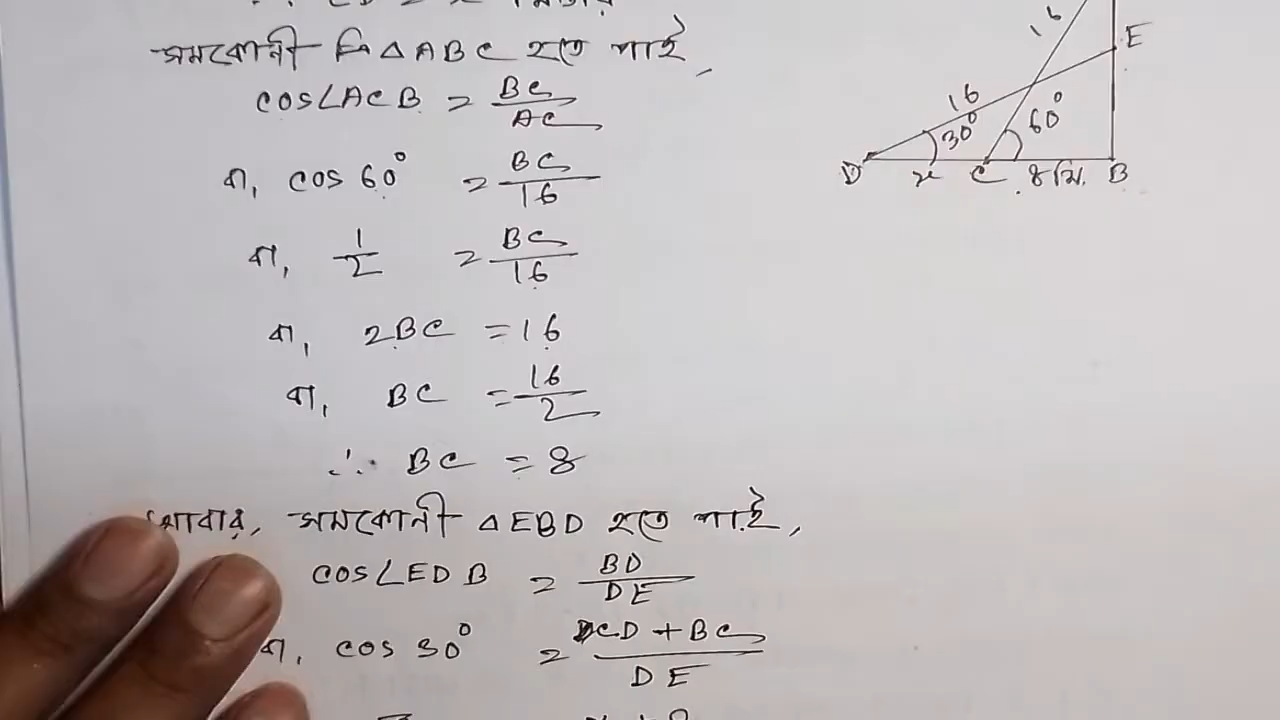 সমকোনী △ABC হতে পাই,
cos∠ACB = BC/AC
বা, cos 60° = BC/16
বা, 1/2 = BC/16
বা, 2BC = 16
বা, BC = 16/2
∴ BC = 8
আবার, সমকোনী △EBD হতে পাই,
cos∠EDB = BD/DE
বা, cos 30° = CD + BC/DE
16
E
16
30°
60°
D x C 8 মি. B